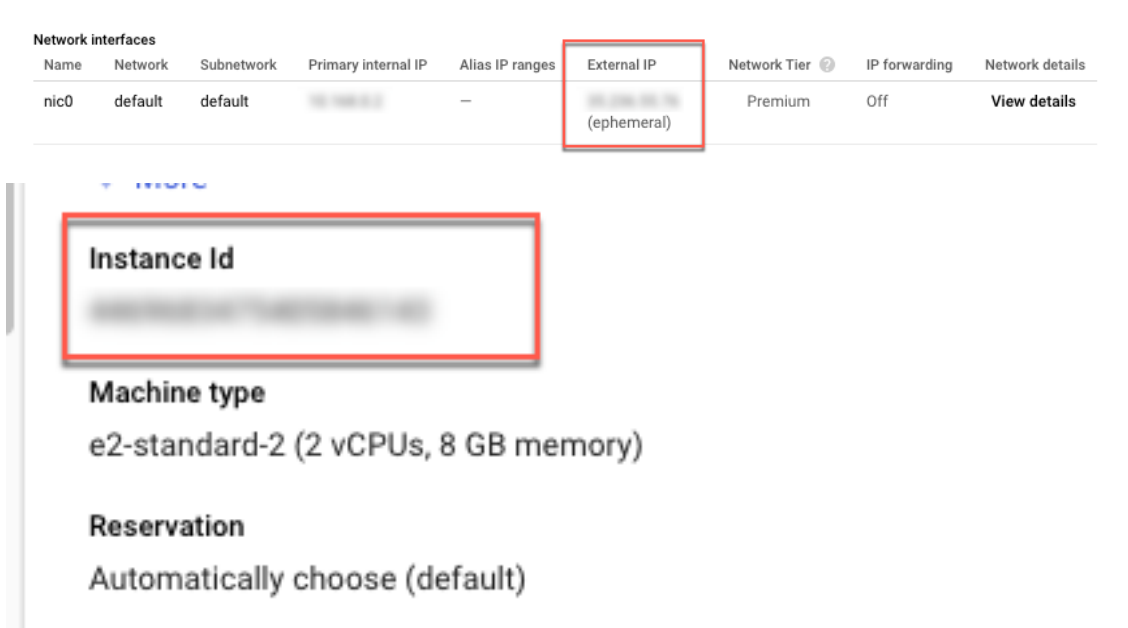 Network interfaces
Name Network Subnetwork Primary internal IP Alias IP ranges External IP Network Tier IP forwarding Network details
nic0 default default – Premium Off View details
(ephemeral)
More
Instance Id
Machine type
e2-standard-2 (2 vCPUs, 8 GB memory)
Reservation
Automatically choose (default)